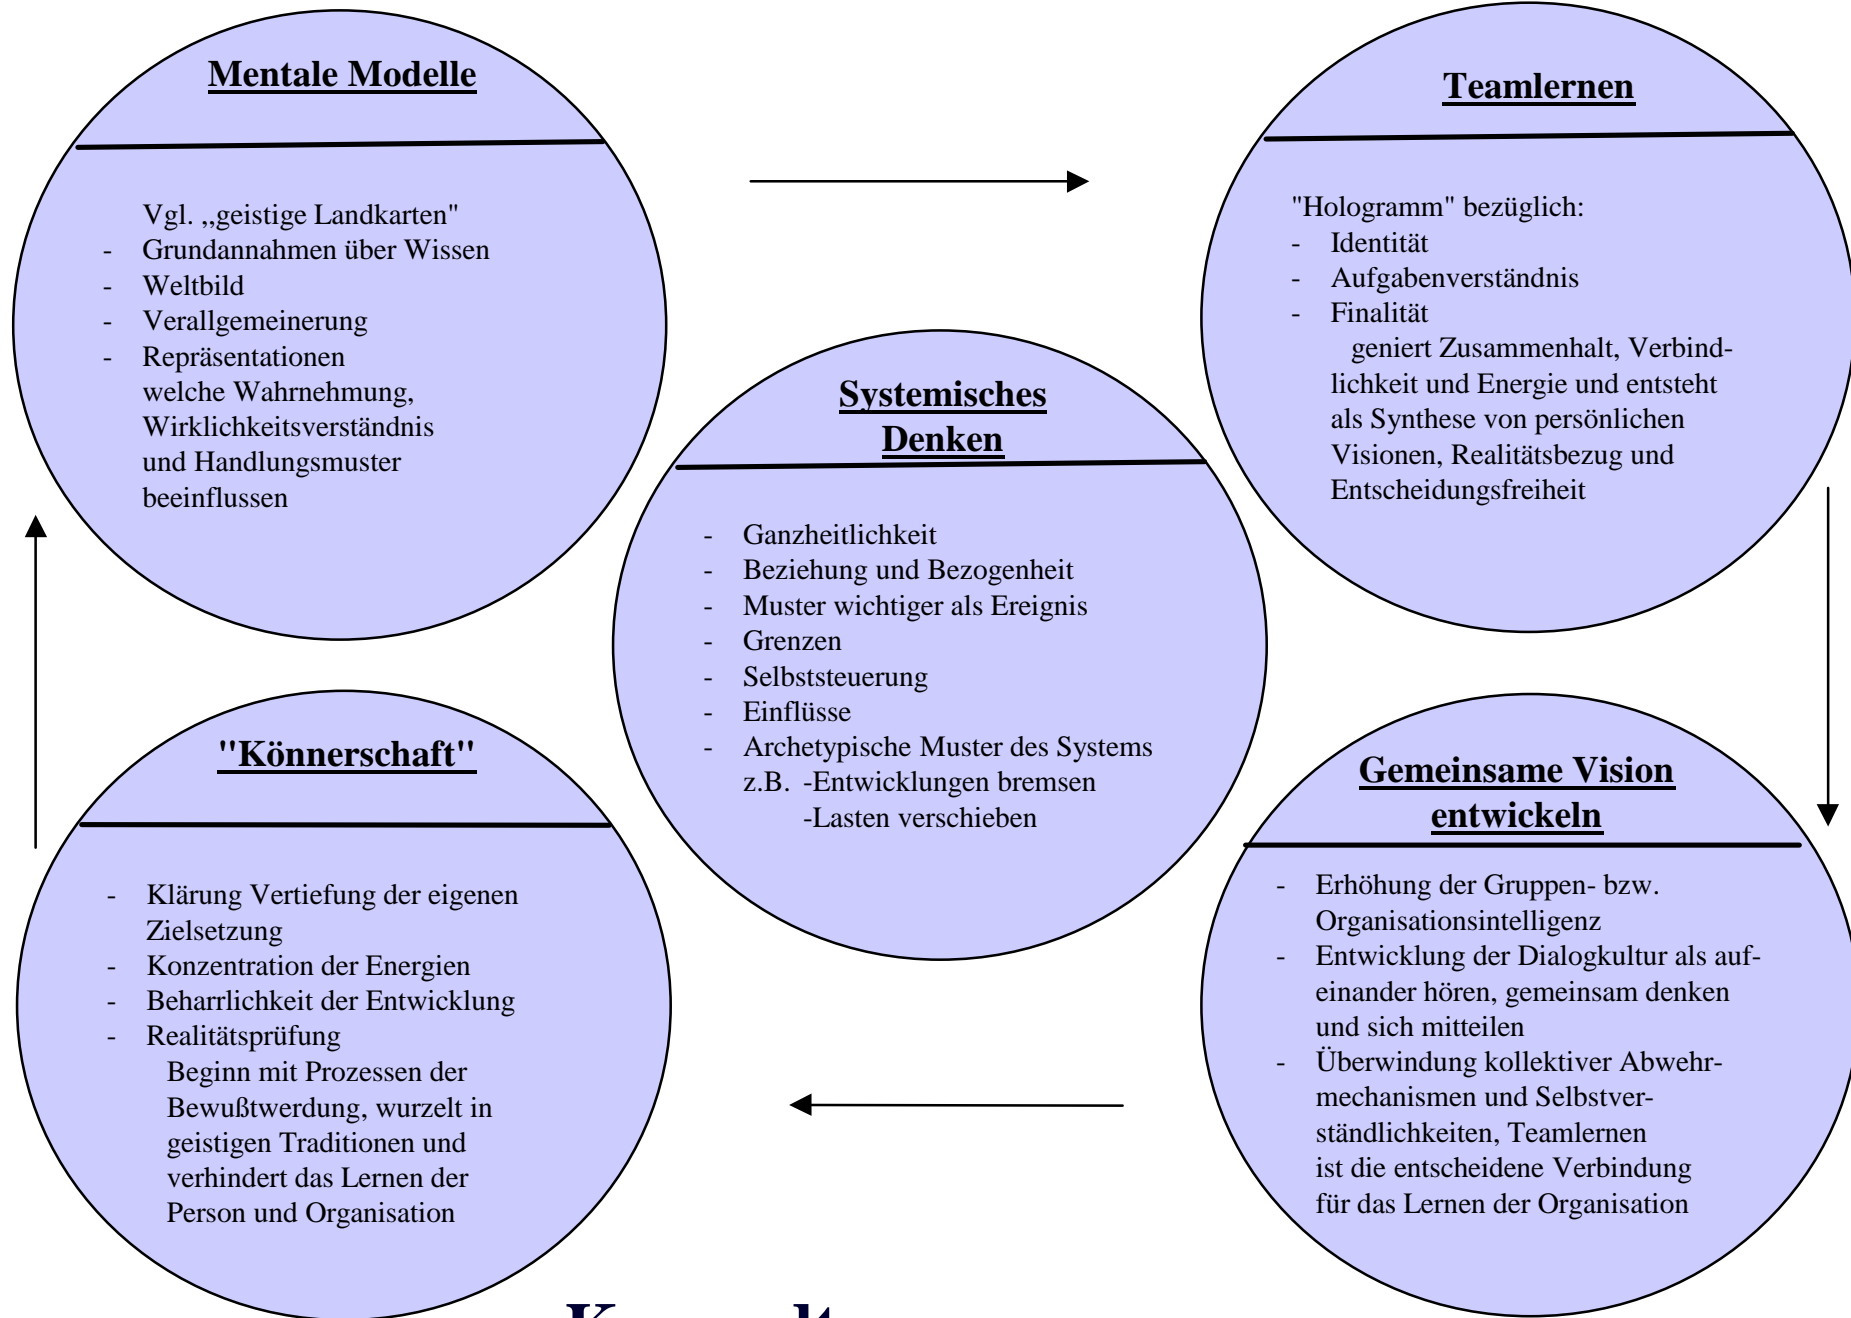 Mentale Modelle
Vgl. ,,geistige Landkarten"
- Grundannahmen über Wissen
- Weltbild
- Verallgemeinerung
- Repräsentationen
welche Wahrnehmung,
Wirklichkeitsverständnis
und Handlungsmuster
beeinflussen
Teamlernen
"Hologramm" bezüglich:
- Identität
- Aufgabenverständnis
- Finalität
geniert Zusammenhalt, Verbind-
lichkeit und Energie und entsteht
als Synthese von persönlichen
Visionen, Realitätsbezug und
Entscheidungsfreiheit
Systemisches
Denken
- Ganzheitlichkeit
- Beziehung und Bezogenheit
- Muster wichtiger als Ereignis
- Grenzen
- Selbststeuerung
- Einflüsse
- Archetypische Muster des Systems
z.B. -Entwicklungen bremsen
-Lasten verschieben
"Könnerschaft"
- Klärung Vertiefung der eigenen
Zielsetzung
- Konzentration der Energien
- Beharrlichkeit der Entwicklung
- Realitätsprüfung
Beginn mit Prozessen der
Bewußtwerdung, wurzelt in
geistigen Traditionen und
verhindert das Lernen der
Person und Organisation
Gemeinsame Vision
entwickeln
- Erhöhung der Gruppen- bzw.
Organisationsintelligenz
- Entwicklung der Dialogkultur als auf-
einander hören, gemeinsam denken
und sich mitteilen
- Überwindung kollektiver Abwehr-
mechanismen und Selbstver-
ständlichkeiten, Teamlernen
ist die entscheidene Verbindung
für das Lernen der Organisation